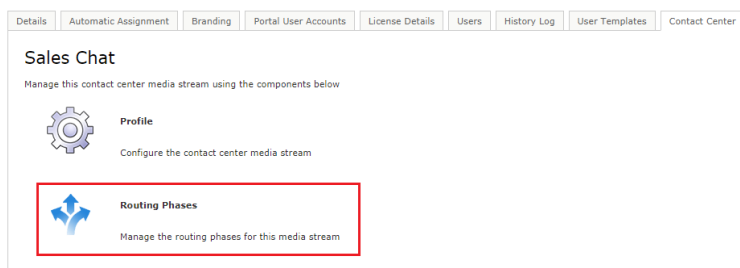 Details Automatic Assignment Branding Portal User Accounts License Details Users History Log User Templates Contact Center
Sales Chat
Manage this contact center media stream using the components below
Profile
Configure the contact center media stream
Routing Phases
Manage the routing phases for this media stream